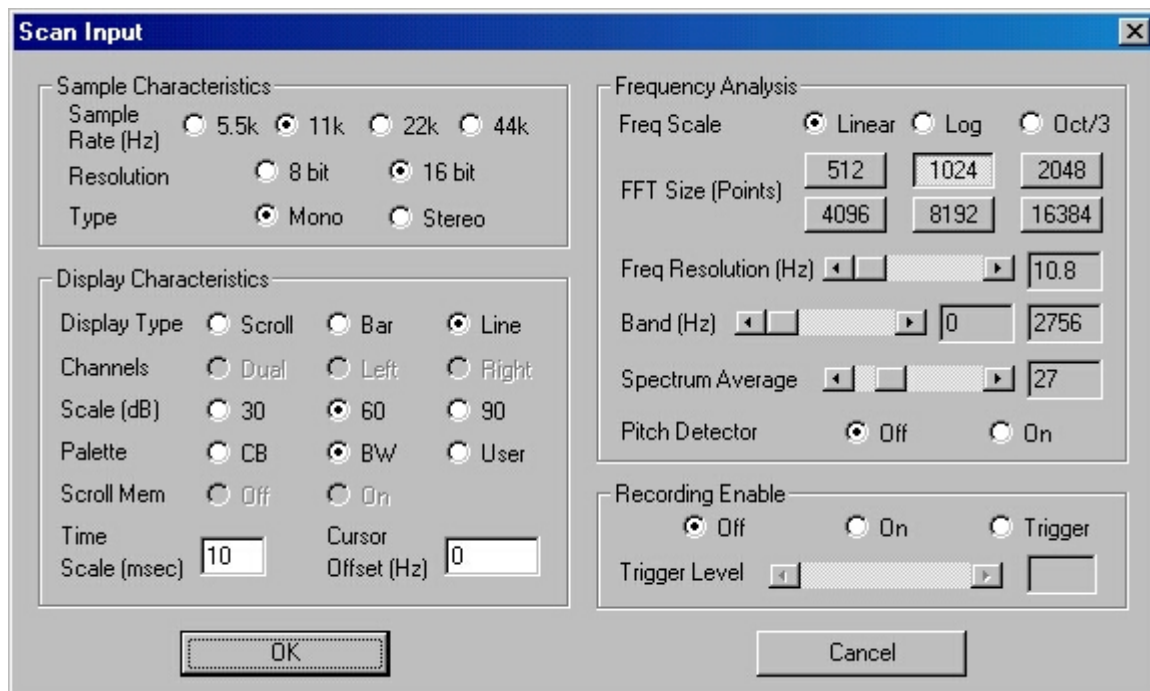 Scan Input
Sample Characteristics
Sample Rate (Hz) 5.5k 11k 22k 44k
Resolution 8 bit 16 bit
Type Mono Stereo
Display Characteristics
Display Type Scroll Bar Line
Channels Dual Left Right
Scale (dB) 30 60 90
Palette CB BW User
Scroll Mem Off On
Time Scale (msec) 10 Cursor Offset (Hz) 0
OK
Frequency Analysis
Freq Scale Linear Log Oct/3
FFT Size (Points) 512 1024 2048
4096 8192 16384
Freq Resolution (Hz) 10.8
Band (Hz) 0 2756
Spectrum Average 27
Pitch Detector Off On
Recording Enable
Off On Trigger
Trigger Level
Cancel